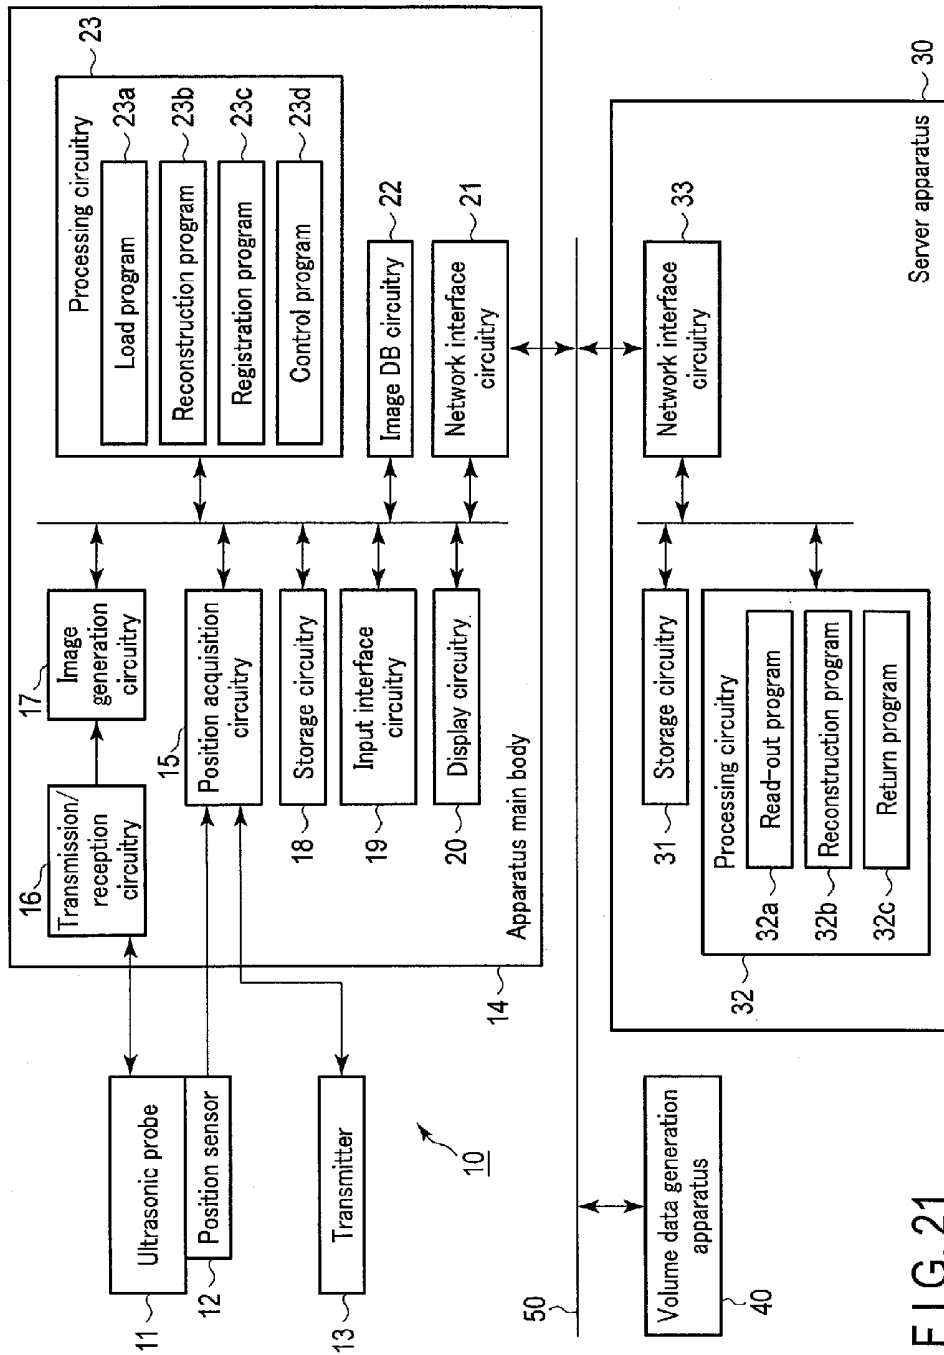 11
Ultrasonic probe
12
Position sensor
13
Transmitter
10
16
Transmission/
reception
circuitry
17
Image
generation
circuitry
15
Position acquisition
circuitry
18
Storage circuitry
19
Input interface
circuitry
20
Display circuitry
Apparatus main body
14
Processing circuitry
23
Load program
23a
Reconstruction program
23b
Registration program
23c
Control program
23d
Image DB circuitry
22
Network interface
circuitry
21
50
Volume data generation
apparatus
40
31
Storage circuitry
Network interface
circuitry
33
32
Processing circuitry
32a
Read-out program
32b
Reconstruction program
32c
Return program
Server apparatus
30
FIG. 21